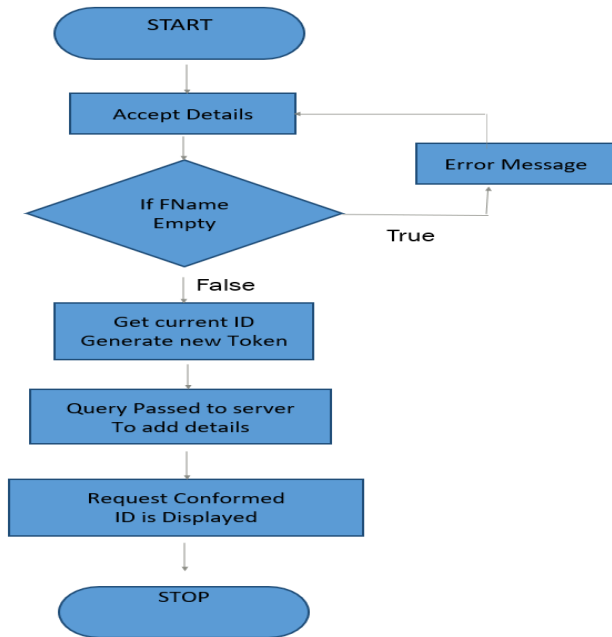 START
Accept Details
Error Message
If FName
Empty
True
False
Get current ID
Generate new Token
Query Passed to server
To add details
Request Conformed
ID is Displayed
STOP